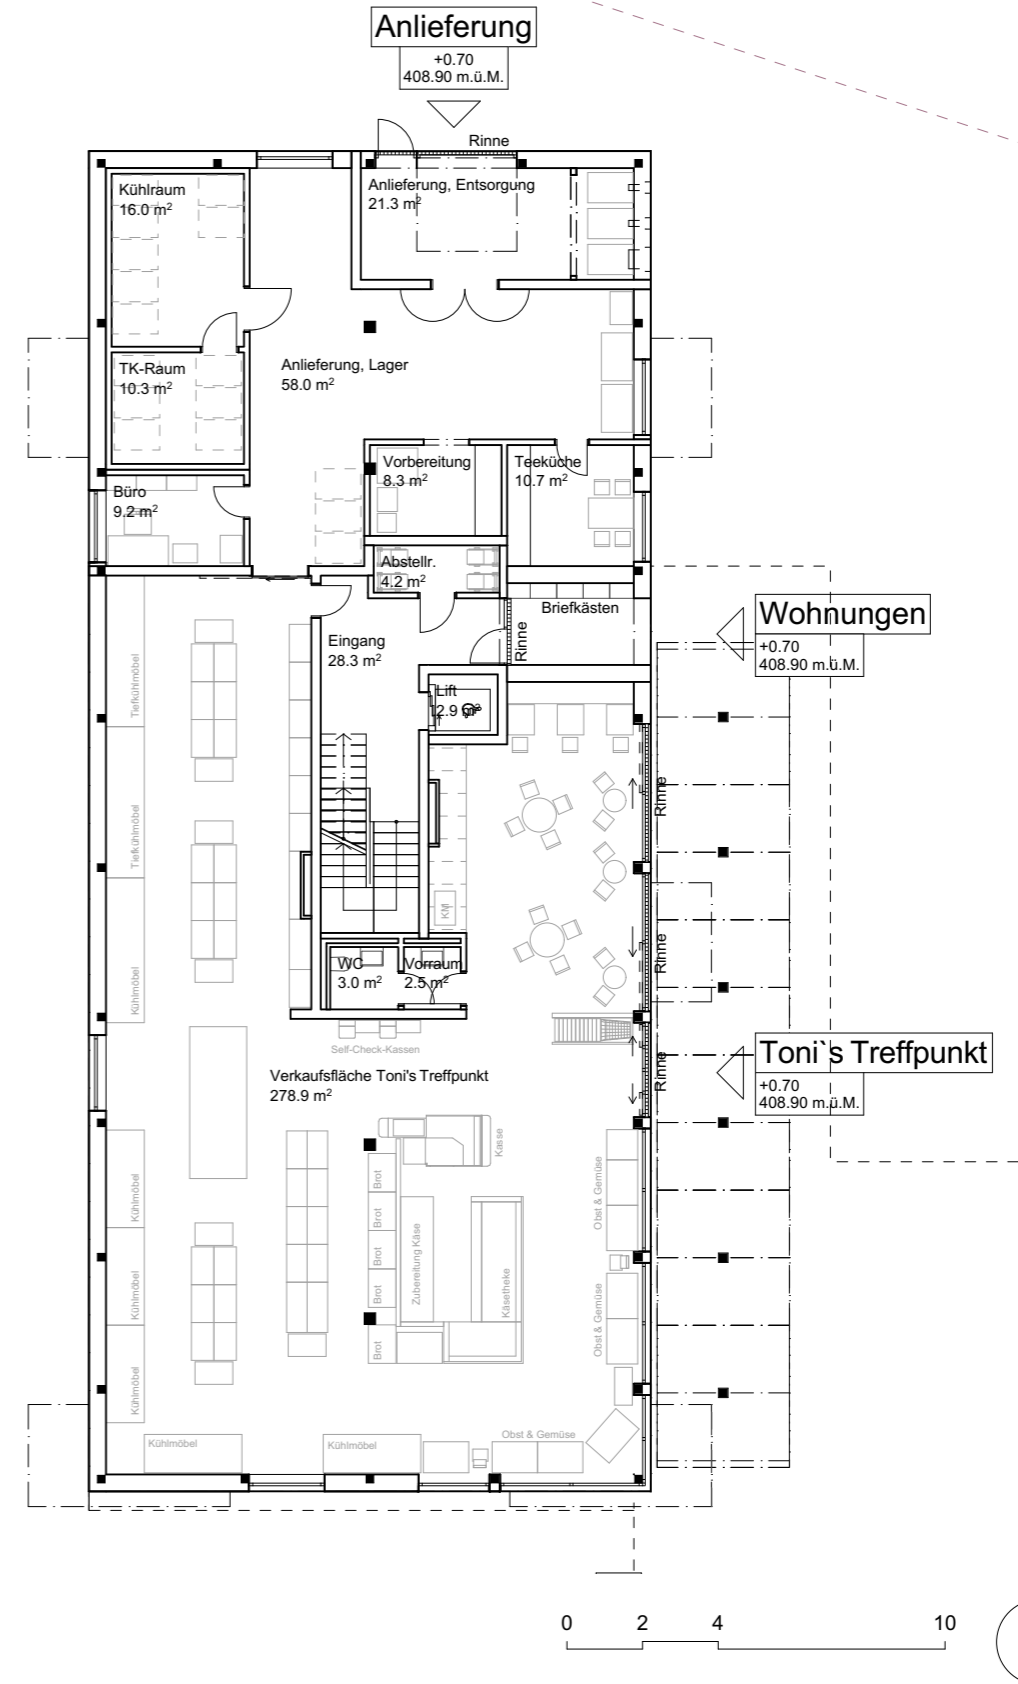 Anlieferung
+0.70
408.90 m.ü.M.
Rinne
Kühlraum
16.0 m²
Anlieferung, Entsorgung
21.3 m²
TK-Raum
10.3 m²
Anlieferung, Lager
58.0 m²
Büro
9.2 m²
Vorbereitung
8.3 m²
Teeküche
10.7 m²
Abstellr.
4.2 m²
Briefkästen
Rinne
Wohnungen
+0.70
408.90 m.ü.M.
Eingang
28.3 m²
Lift
2.9 m²
Tiefkühlmöbel
Tiefkühlmöbel
Kühlmöbel
Rinne
KM
Rinne
WC
3.0 m²
Vorraum
2.5 m²
Self-Check-Kassen
Rinne
Toni`s Treffpunkt
+0.70
408.90 m.ü.M.
Verkaufsfläche Toni's Treffpunkt
278.9 m²
Kasse
Kühlmöbel
Kühlmöbel
Kühlmöbel
Brot
Brot
Brot
Brot
Brot
Zubereitung Käse
Käsetheke
Obst & Gemüse
Obst & Gemüse
Kühlmöbel
Kühlmöbel
Obst & Gemüse
0 2 4 10